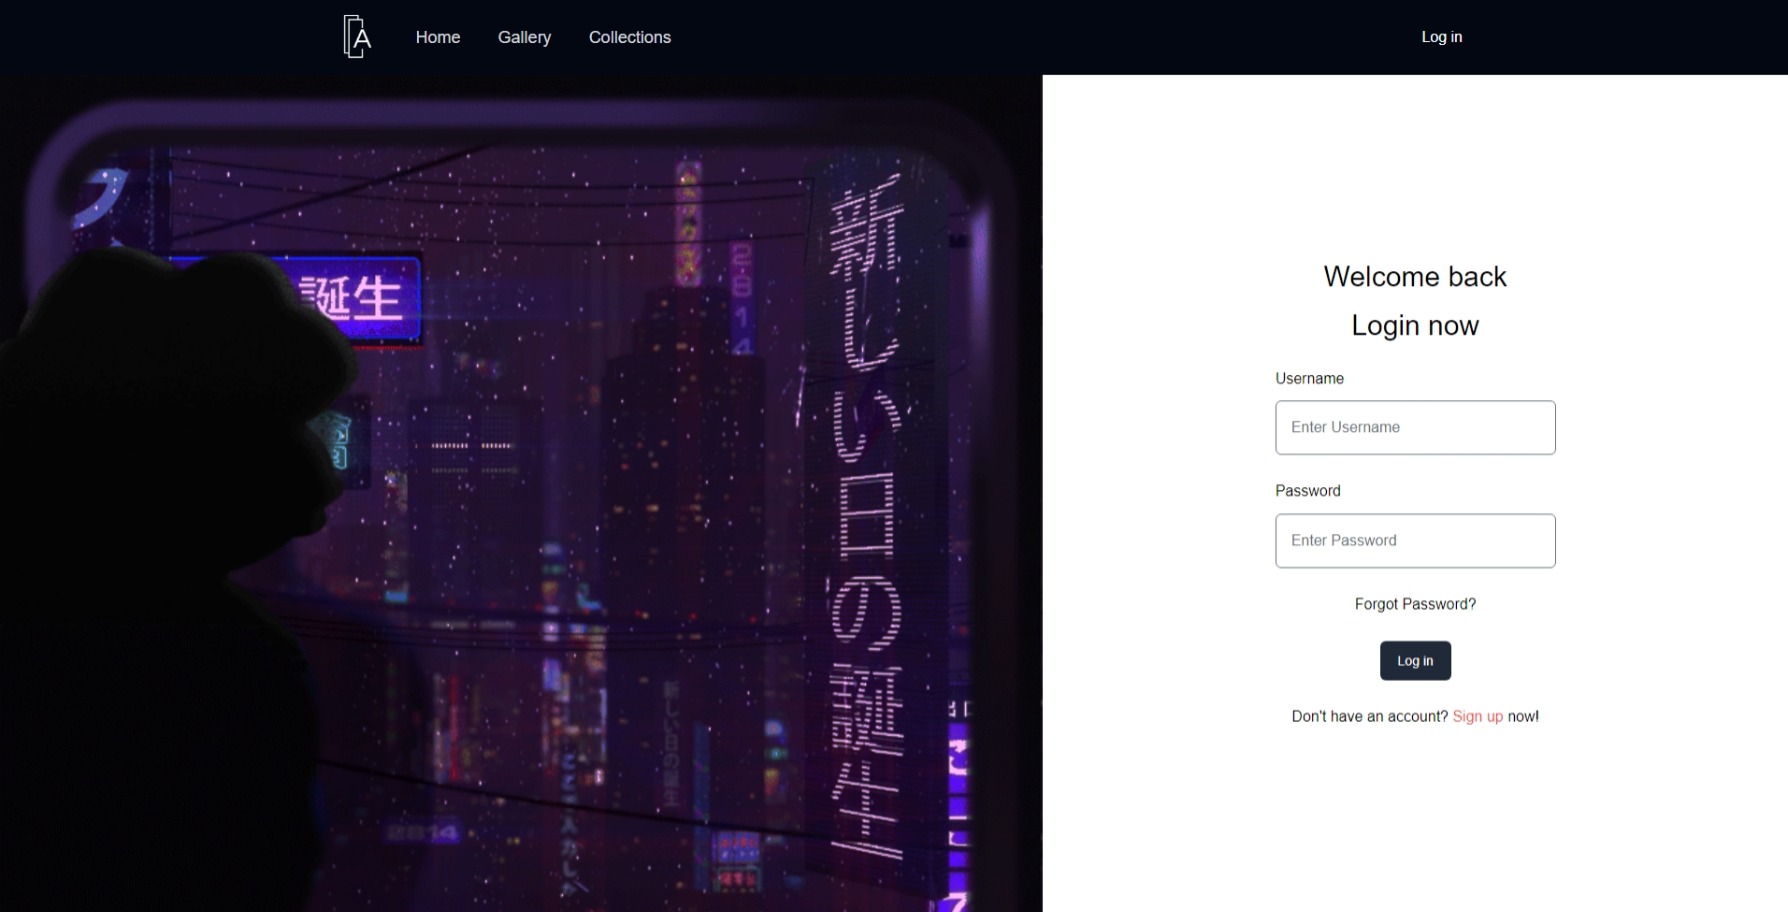 A
Home
Gallery
Collections
Log in
誕生
新しい日の誕生
2814
2814
Welcome back
Login now
Username
Enter Username
Password
Enter Password
Forgot Password?
Log in
Don't have an account? Sign up now!